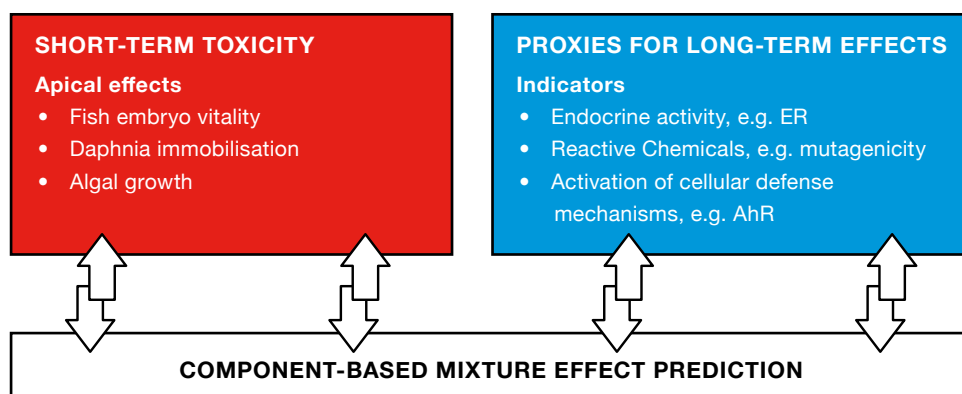 SHORT-TERM TOXICITY
Apical effects
• Fish embryo vitality
• Daphnia immobilisation
• Algal growth
PROXIES FOR LONG-TERM EFFECTS
Indicators
• Endocrine activity, e.g. ER
• Reactive Chemicals, e.g. mutagenicity
• Activation of cellular defense
mechanisms, e.g. AhR
COMPONENT-BASED MIXTURE EFFECT PREDICTION